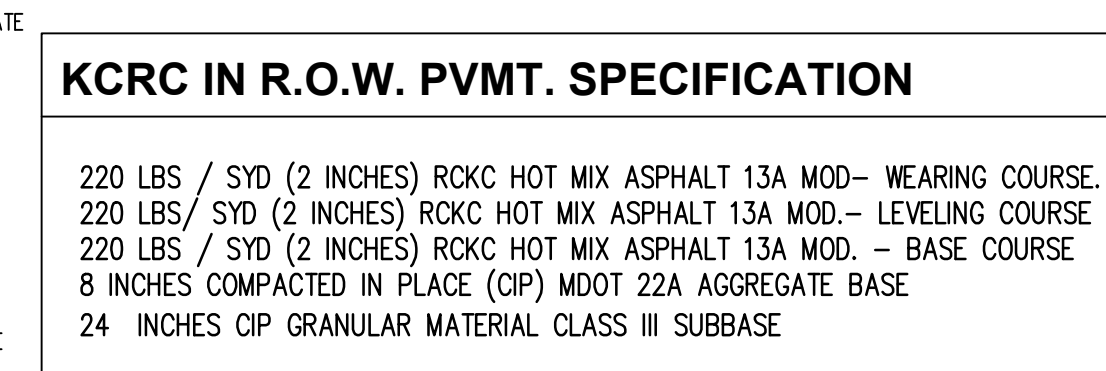 ATE
KCRC IN R.O.W. PVMT. SPECIFICATION
220 LBS / SYD (2 INCHES) RCKC HOT MIX ASPHALT 13A MOD– WEARING COURSE.
220 LBS/ SYD (2 INCHES) RCKC HOT MIX ASPHALT 13A MOD.– LEVELING COURSE
220 LBS / SYD (2 INCHES) RCKC HOT MIX ASPHALT 13A MOD. – BASE COURSE
8 INCHES COMPACTED IN PLACE (CIP) MDOT 22A AGGREGATE BASE
24 INCHES CIP GRANULAR MATERIAL CLASS III SUBBASE